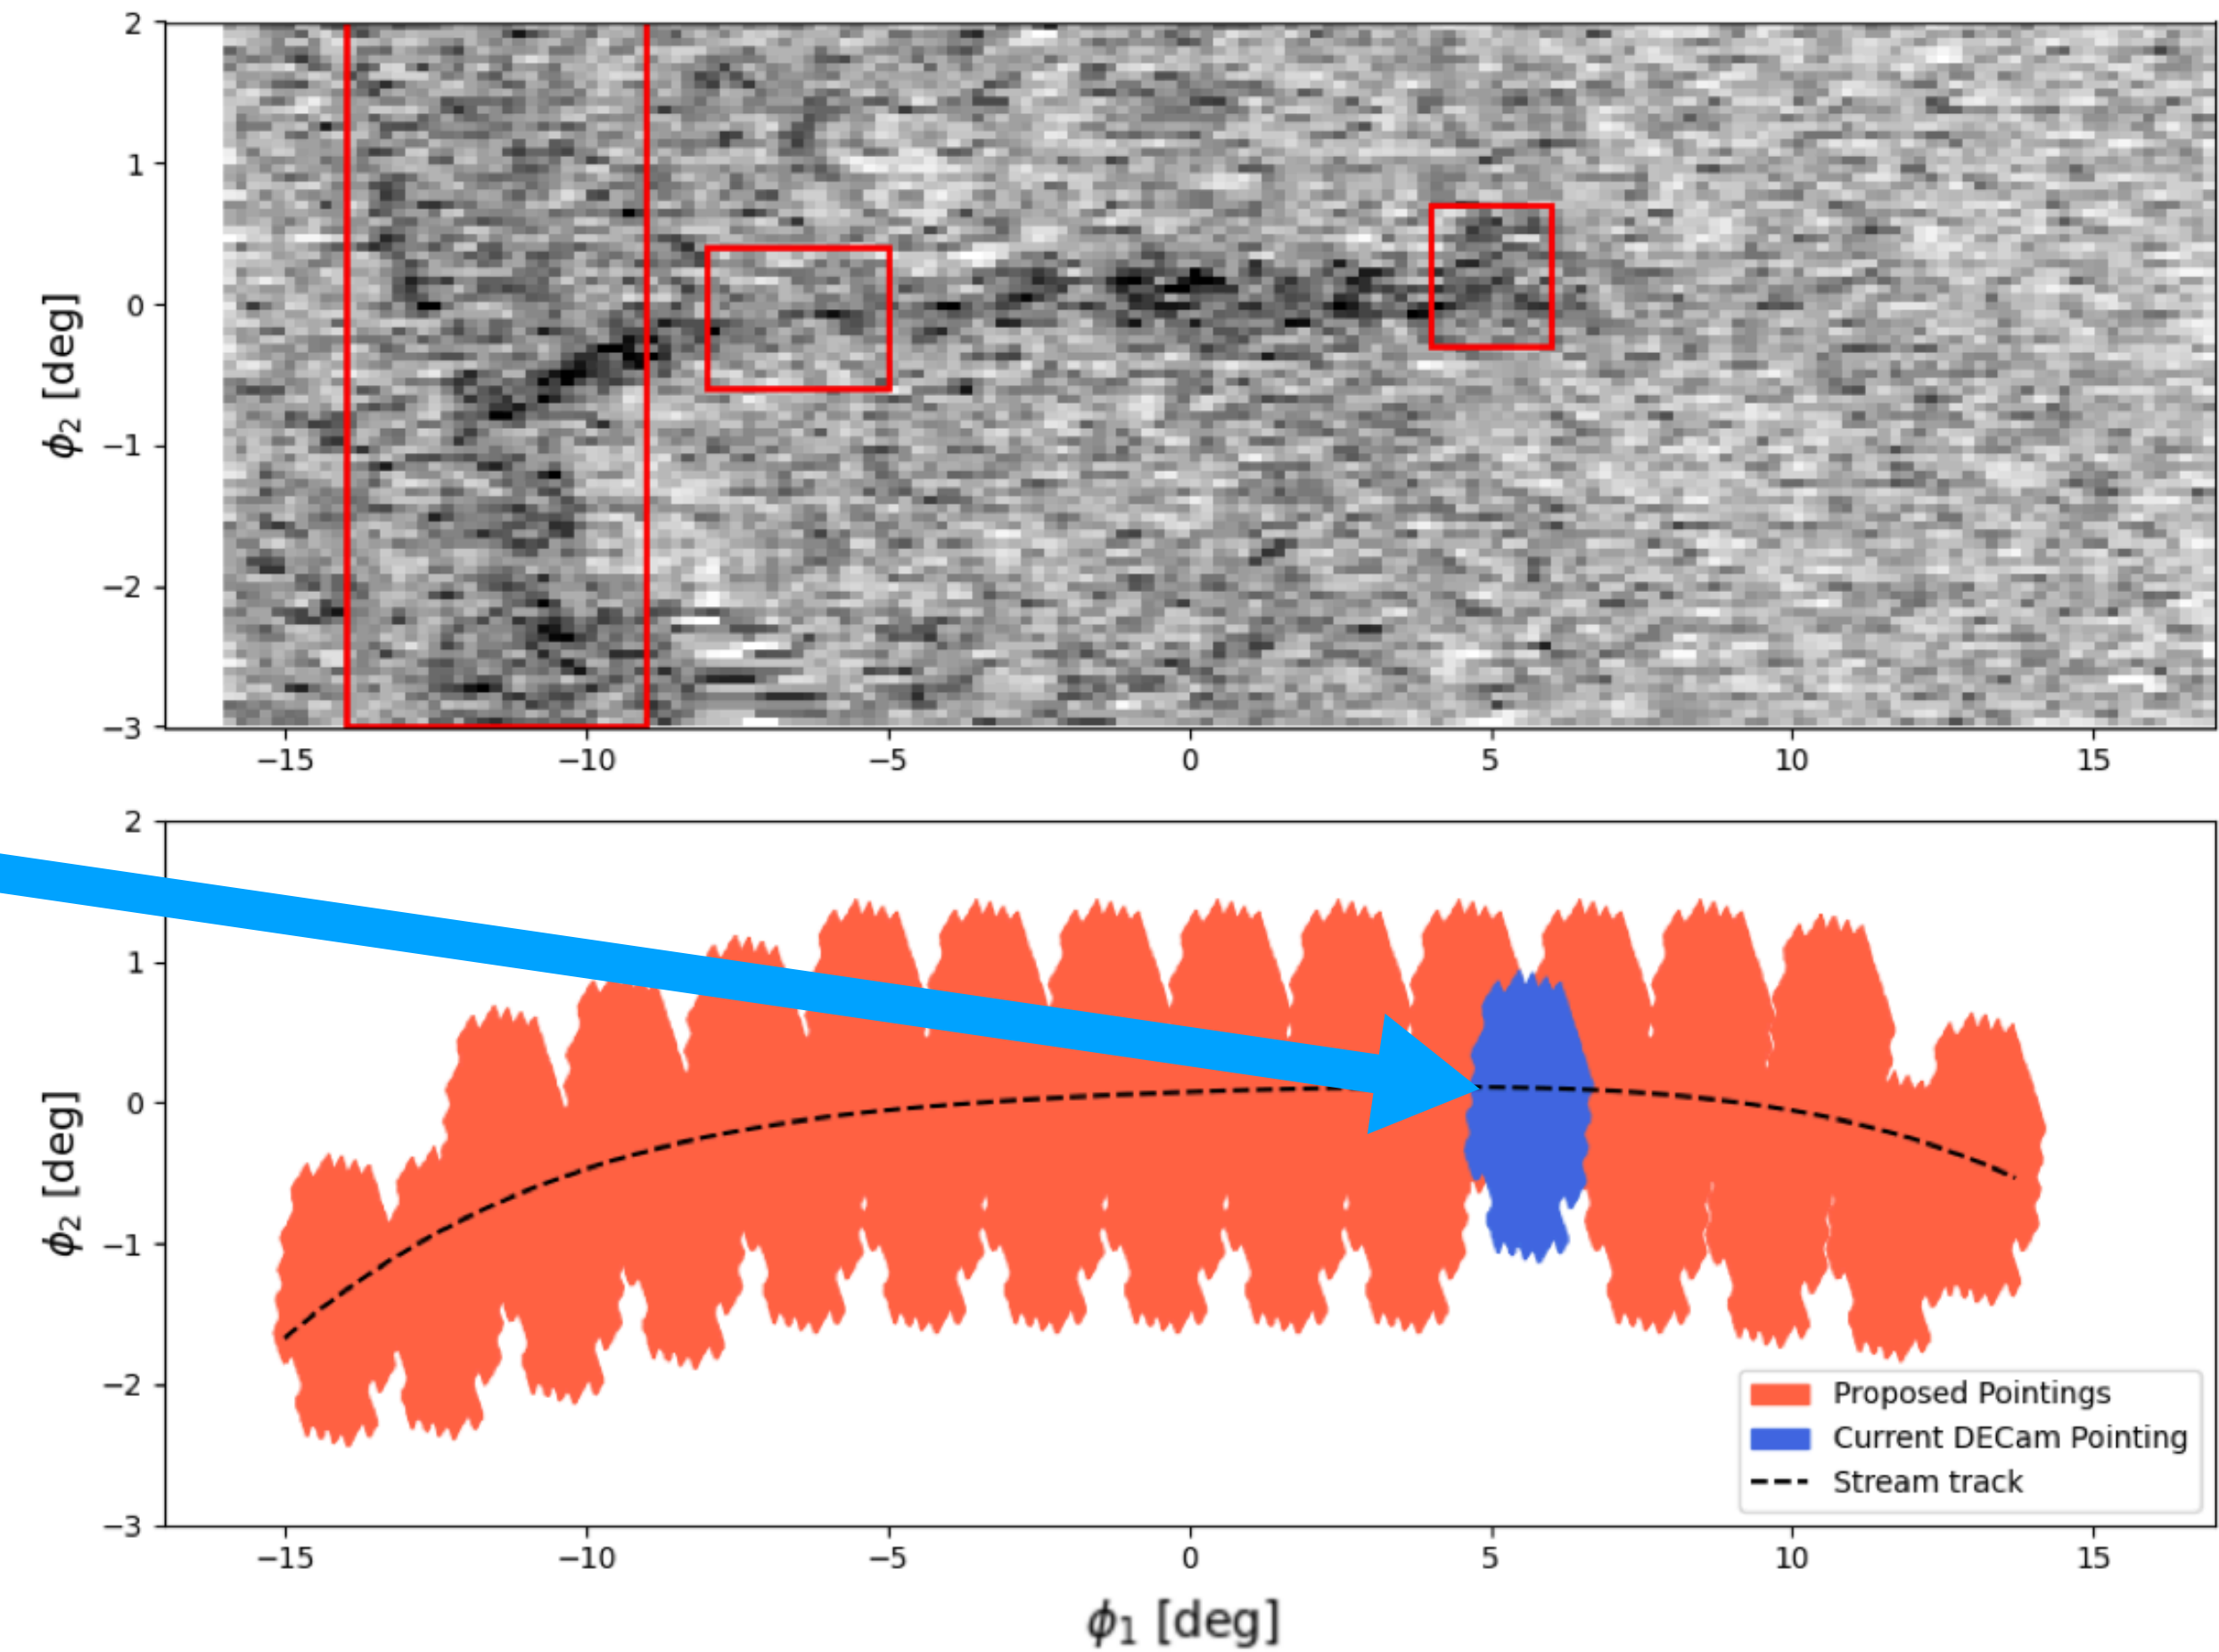 2
1
0
−1
−2
−3
ϕ₂ [deg]
−15 −10 −5 0 5 10 15
2
1
0
−1
−2
−3
ϕ₂ [deg]
Proposed Pointings
Current DECam Pointing
Stream track
−15 −10 −5 0 5 10 15
ϕ₁ [deg]